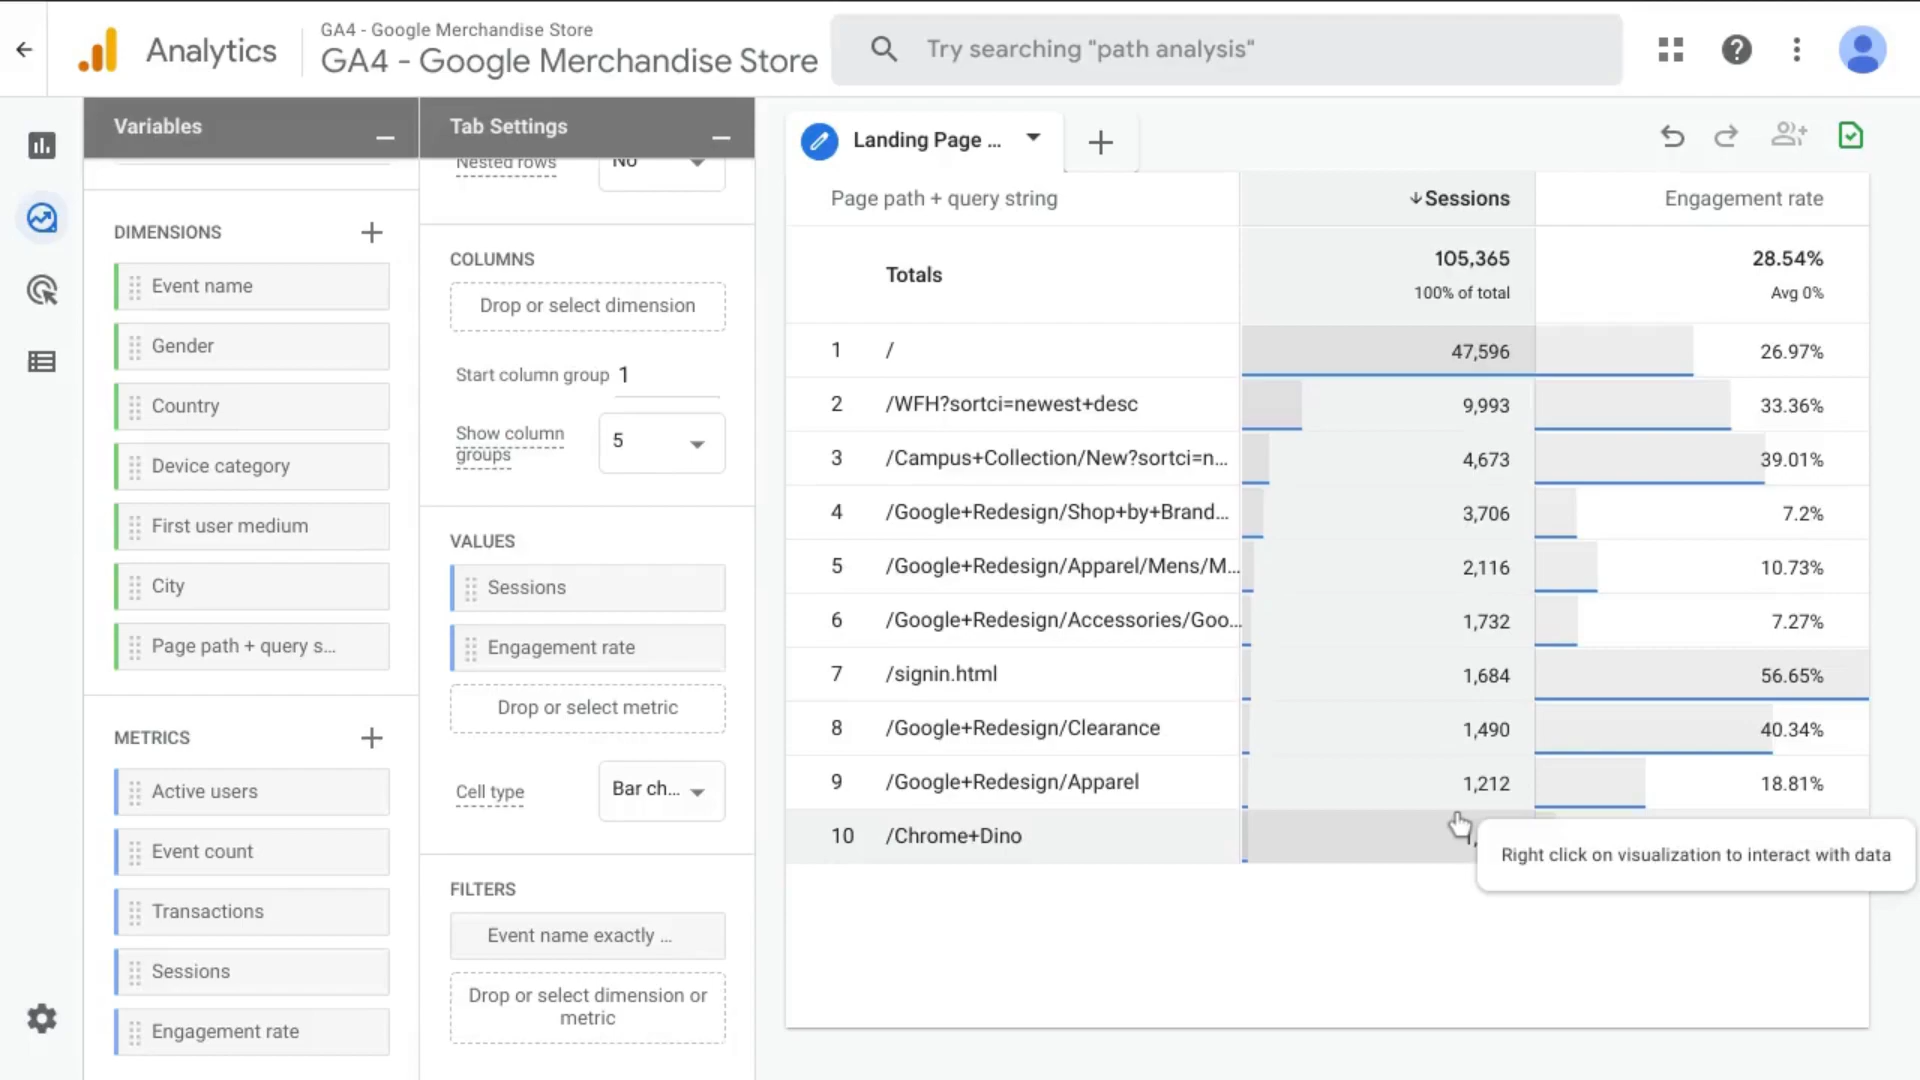 Analytics
GA4 - Google Merchandise Store
GA4 - Google Merchandise Store
Try searching "path analysis"
Variables
DIMENSIONS
Event name
Gender
Country
Device category
First user medium
City
Page path + query s...
METRICS
Active users
Event count
Transactions
Sessions
Engagement rate
Tab Settings
Nested rows
No
COLUMNS
Drop or select dimension
Start column group 1
Show column
groups
5
VALUES
Sessions
Engagement rate
Drop or select metric
Cell type
Bar ch...
FILTERS
Event name exactly ...
Drop or select dimension or
metric
Landing Page ...
Page path + query string Sessions Engagement rate
Totals 105,365 28.54%
100% of total Avg 0%
1 / 47,596 26.97%
2 /WFH?sortci=newest+desc 9,993 33.36%
3 /Campus+Collection/New?sortci=n... 4,673 39.01%
4 /Google+Redesign/Shop+by+Brand... 3,706 7.2%
5 /Google+Redesign/Apparel/Mens/M... 2,116 10.73%
6 /Google+Redesign/Accessories/Goo... 1,732 7.27%
7 /signin.html 1,684 56.65%
8 /Google+Redesign/Clearance 1,490 40.34%
9 /Google+Redesign/Apparel 1,212 18.81%
10 /Chrome+Dino
Right click on visualization to interact with data